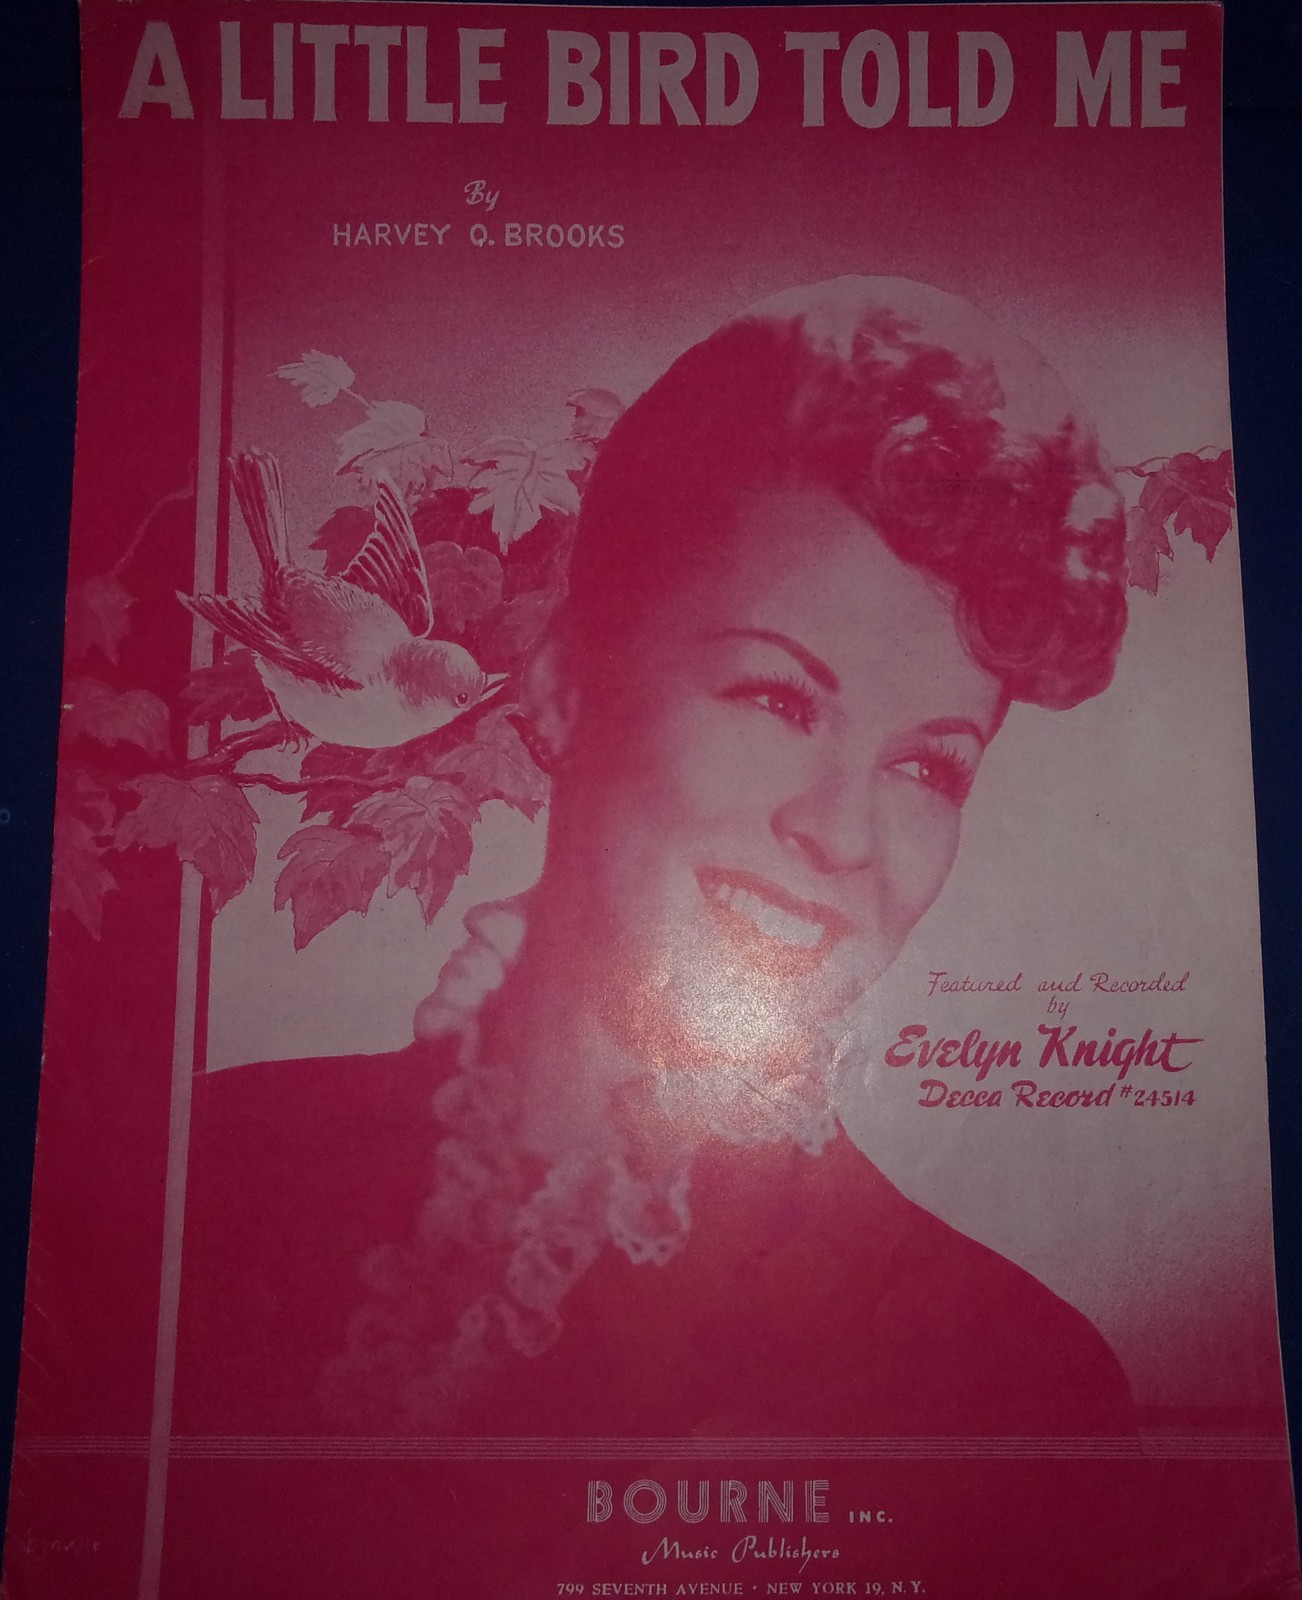 A LITTLE BIRD TOLD ME
By
HARVEY O. BROOKS
Featured and Recorded
by
Evelyn Knight
Decca Record #24514
BOURNE INC.
Music Publishers
799 SEVENTH AVENUE • NEW YORK 19, N.Y.